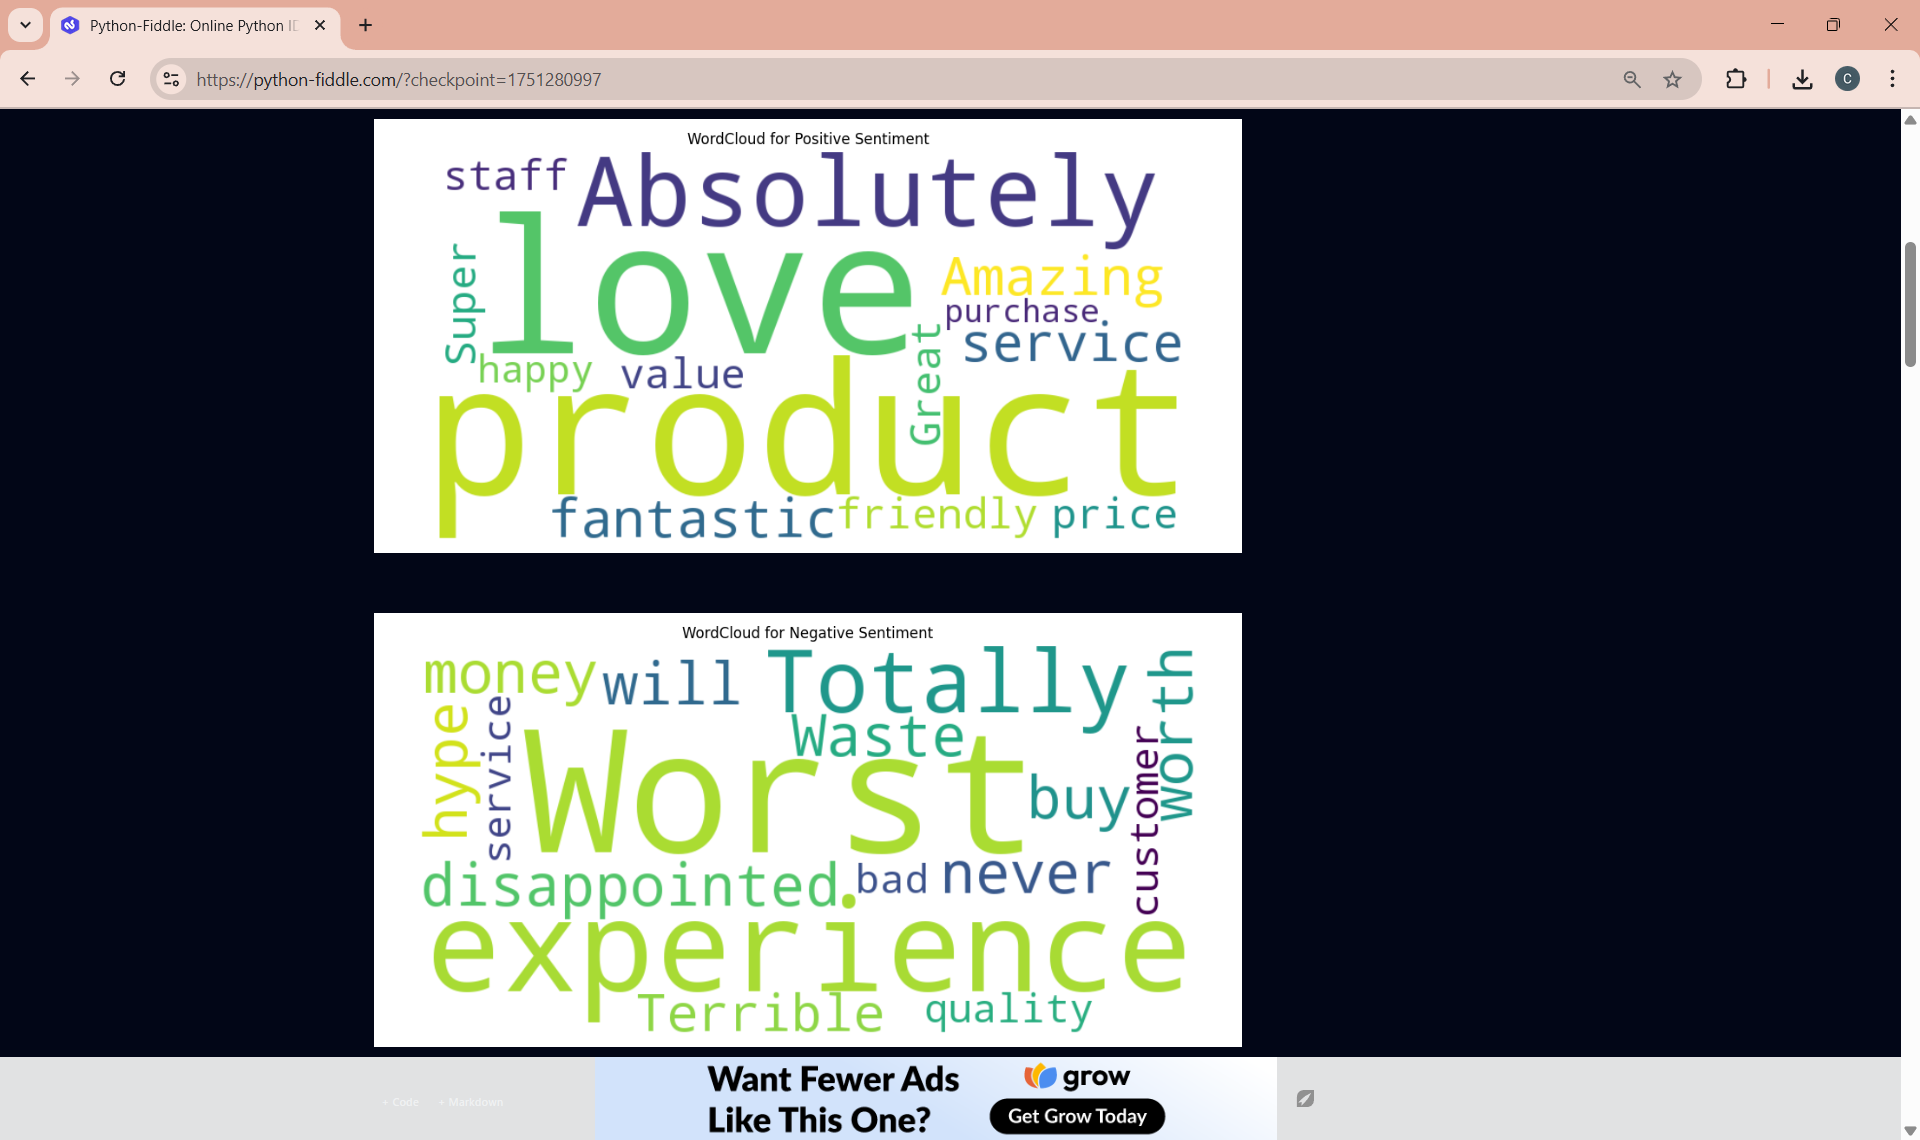 Python-Fiddle: Online Python ID
https://python-fiddle.com/?checkpoint=1751280997
C
WordCloud for Positive Sentiment
staff
Absolutely
love
Super
Amazing
purchase
service
Great
happy
value
product
fantastic
friendly
price
WordCloud for Negative Sentiment
money
will
Totally
worth
Waste
hype
service
Worst
customer
buy
disappointed
bad
never
experience
Terrible
quality
+ Code
+ Markdown
Want Fewer Ads
Like This One?
grow
Get Grow Today